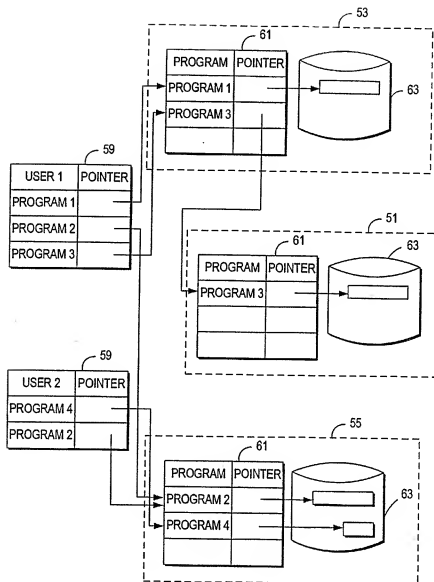 53
61
PROGRAM POINTER
PROGRAM 1
PROGRAM 3
63
59
USER 1 POINTER
PROGRAM 1
PROGRAM 2
PROGRAM 3
51
61
63
PROGRAM POINTER
PROGRAM 3
59
USER 2 POINTER
PROGRAM 4
PROGRAM 2
55
61
PROGRAM POINTER
PROGRAM 2
PROGRAM 4
63